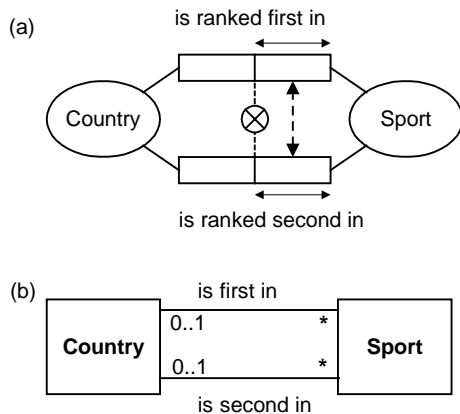 (a)
is ranked first in
Country
Sport
is ranked second in
(b)
is first in
0..1 *
Country
Sport
0..1 *
is second in